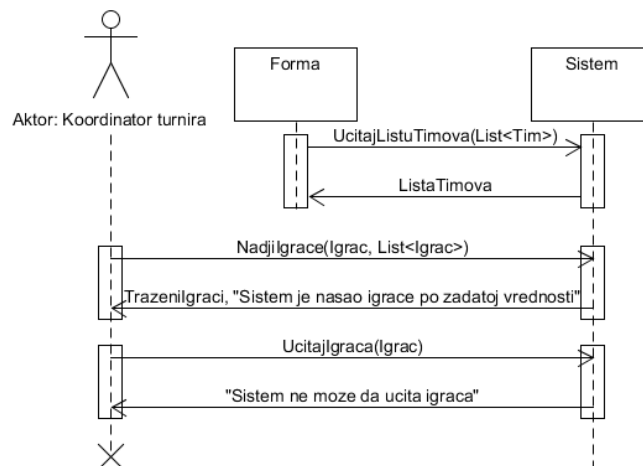 Forma
Sistem
Aktor: Koordinator turnira
UcitajListuTimova(List<Tim>)
ListaTimova
NadjiIgrace(Igrac, List<Igrac>)
TrazeniIgraci, "Sistem je nasao igrace po zadatoj vrednosti"
UcitajIgraca(Igrac)
"Sistem ne moze da ucita igraca"